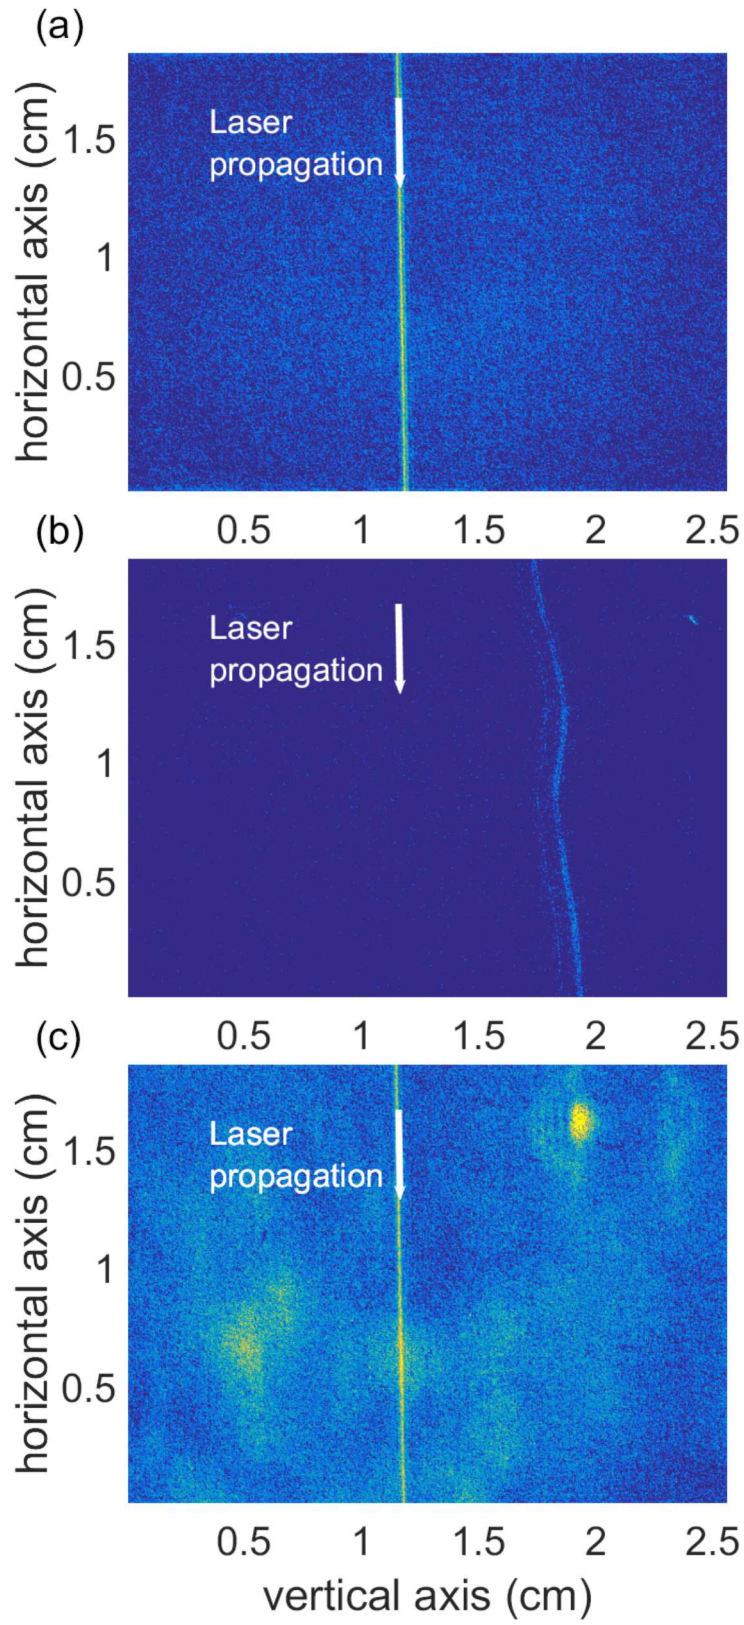 (a)
horizontal axis (cm)
1.5
1
0.5
Laser
propagation
(b)
0.5 1 1.5 2 2.5
horizontal axis (cm)
1.5
1
0.5
Laser
propagation
(c)
0.5 1 1.5 2 2.5
horizontal axis (cm)
1.5
1
0.5
Laser
propagation
0.5 1 1.5 2 2.5
vertical axis (cm)